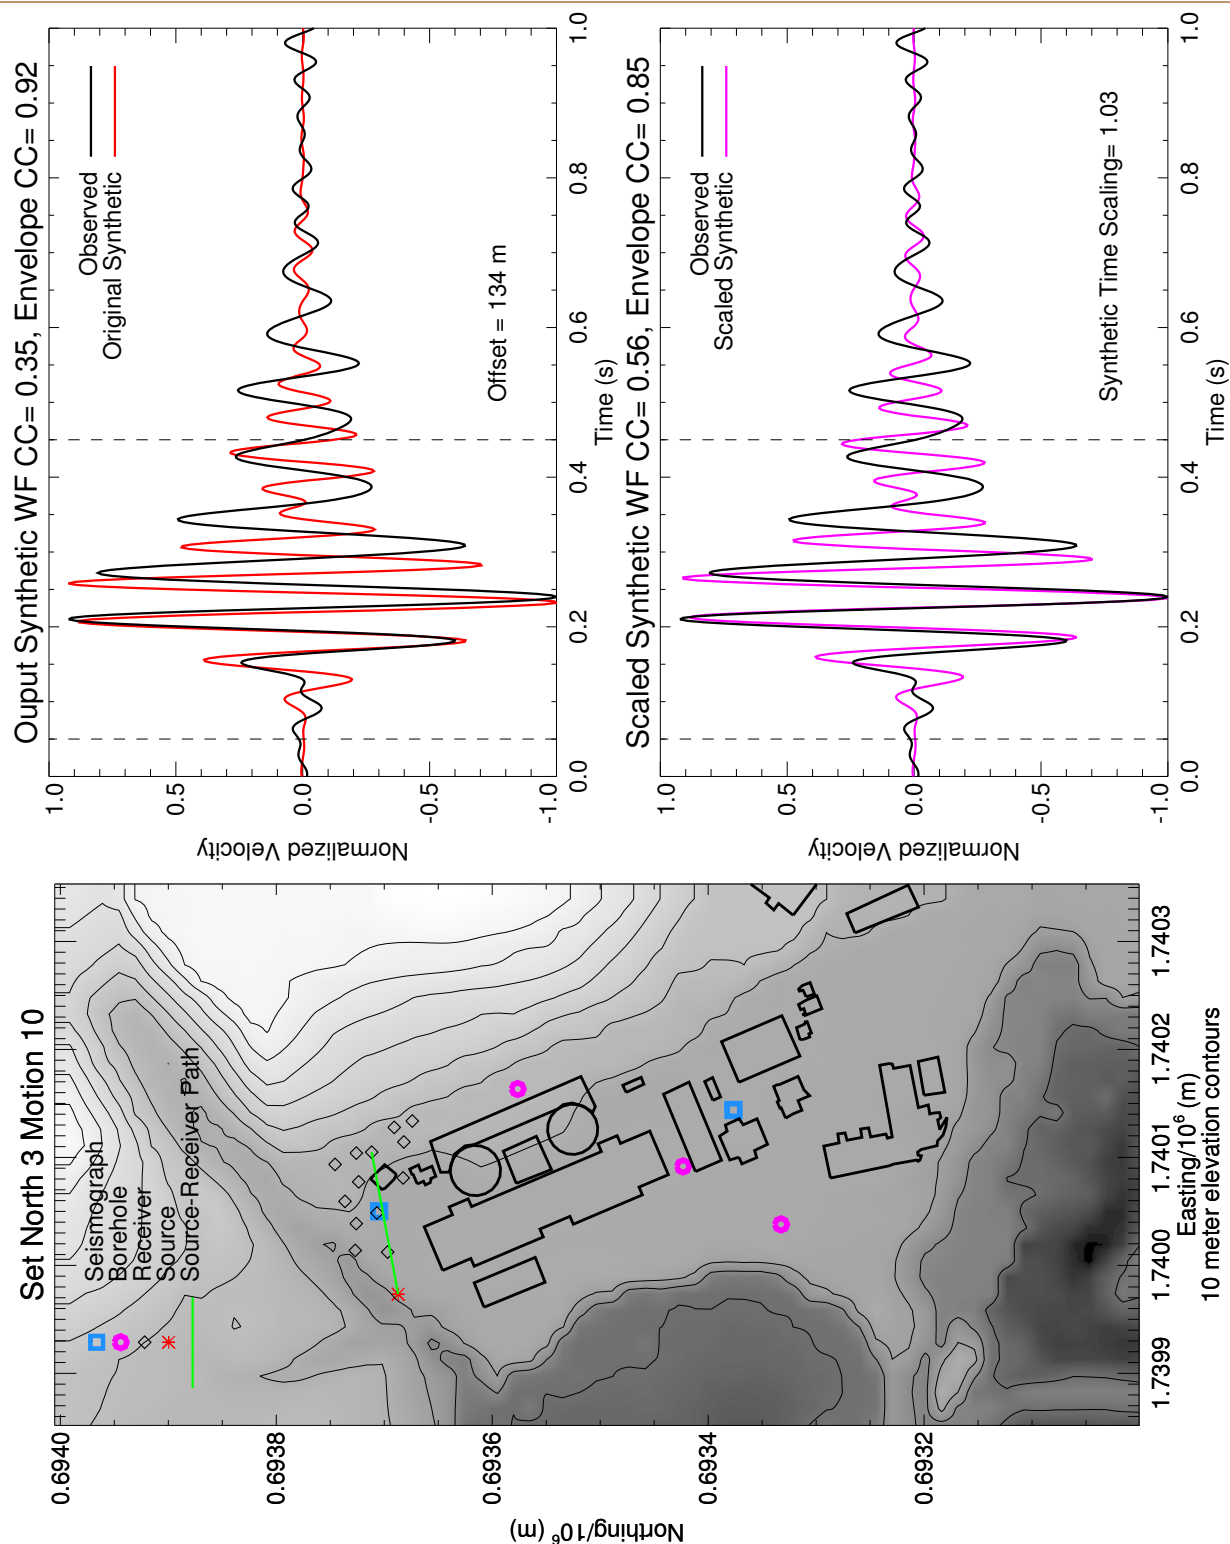 Set North 3 Motion 10
Seismograph
Borehole
Receiver
Source
Source-Receiver Path
0.6940
0.6938
0.6936
0.6934
0.6932
Northing/10⁶ (m)
1.7399
1.7400
1.7401
1.7402
1.7403
Easting/10⁶ (m)
10 meter elevation contours
Ouput Synthetic WF CC= 0.35, Envelope CC= 0.92
Observed
Original Synthetic
Offset = 134 m
1.0
0.5
0.0
-0.5
-1.0
Normalized Velocity
0.0
0.2
0.4
0.6
0.8
1.0
Time (s)
Scaled Synthetic WF CC= 0.56, Envelope CC= 0.85
Observed
Scaled Synthetic
Synthetic Time Scaling= 1.03
1.0
0.5
0.0
-0.5
-1.0
Normalized Velocity
0.0
0.2
0.4
0.6
0.8
1.0
Time (s)